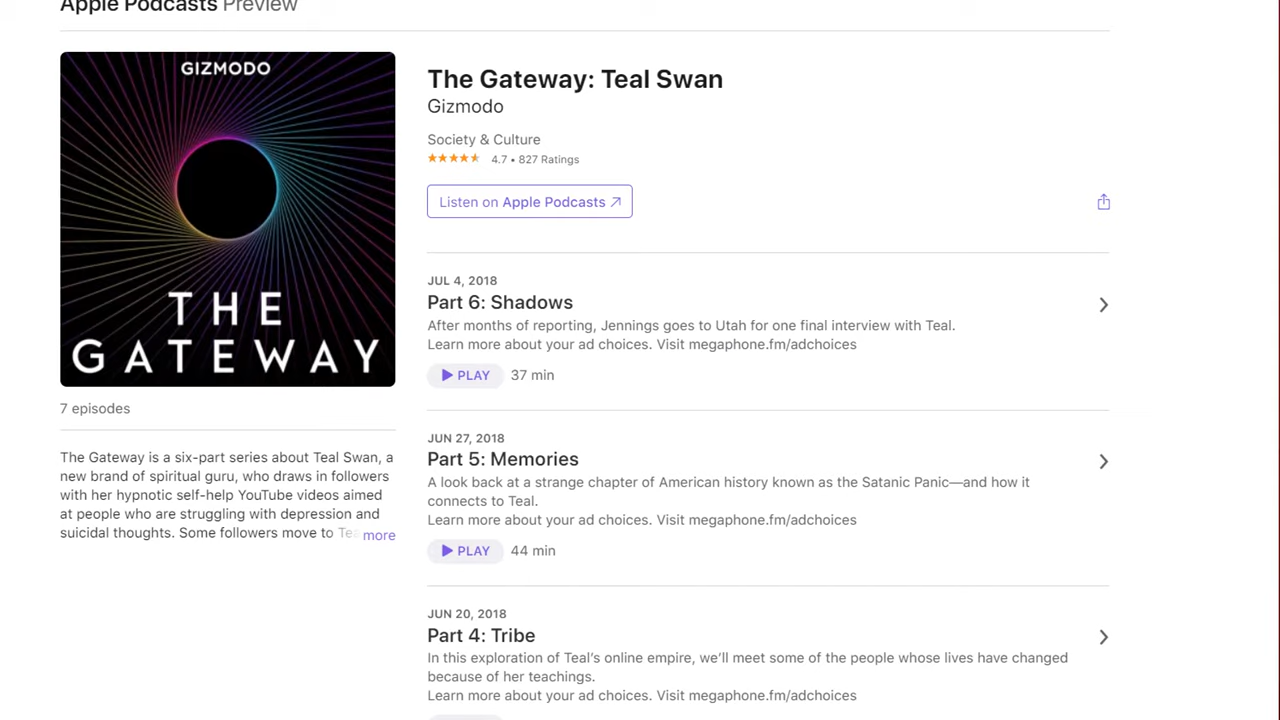 Apple Podcasts Preview
GIZMODO
THE
GATEWAY
7 episodes
The Gateway is a six-part series about Teal Swan, a
new brand of spiritual guru, who draws in followers
with her hypnotic self-help YouTube videos aimed
at people who are struggling with depression and
suicidal thoughts. Some followers move to Tea more
The Gateway: Teal Swan
Gizmodo
Society & Culture
4.7 • 827 Ratings
Listen on Apple Podcasts
JUL 4, 2018
Part 6: Shadows
After months of reporting, Jennings goes to Utah for one final interview with Teal.
Learn more about your ad choices. Visit megaphone.fm/adchoices
PLAY 37 min
JUN 27, 2018
Part 5: Memories
A look back at a strange chapter of American history known as the Satanic Panic—and how it
connects to Teal.
Learn more about your ad choices. Visit megaphone.fm/adchoices
PLAY 44 min
JUN 20, 2018
Part 4: Tribe
In this exploration of Teal’s online empire, we’ll meet some of the people whose lives have changed
because of her teachings.
Learn more about your ad choices. Visit megaphone.fm/adchoices